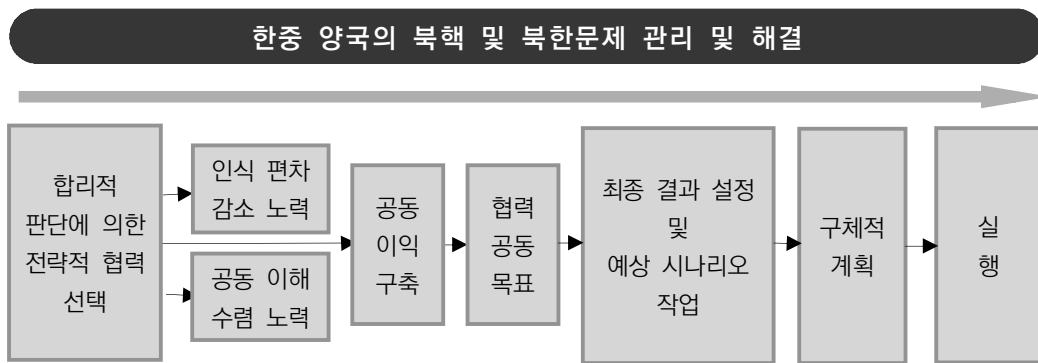 한중 양국의 북핵 및 북한문제 관리 및 해결
합리적
판단에 의한
전략적 협력
선택
인식 편차
감소 노력
공동 이해
수렴 노력
공동
이익
구축
협력
공동
목표
최종 결과 설정
및
예상 시나리오
작업
구체적
계획
실
행